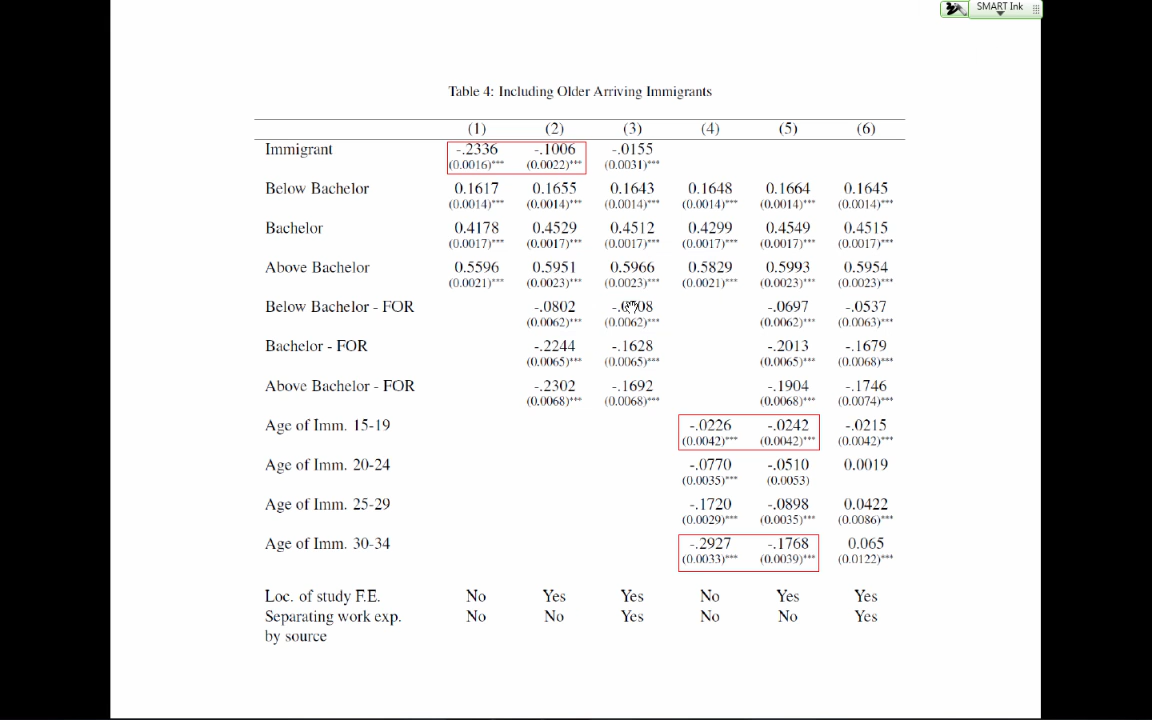 SMART Ink
Table 4: Including Older Arriving Immigrants
(1) (2) (3) (4) (5) (6)
Immigrant -.2336 -.1006 -.0155
(0.0016)*** (0.0022)*** (0.0031)***
Below Bachelor 0.1617 0.1655 0.1643 0.1648 0.1664 0.1645
(0.0014)*** (0.0014)*** (0.0014)*** (0.0014)*** (0.0014)*** (0.0014)***
Bachelor 0.4178 0.4529 0.4512 0.4299 0.4549 0.4515
(0.0017)*** (0.0017)*** (0.0017)*** (0.0017)*** (0.0017)*** (0.0017)***
Above Bachelor 0.5596 0.5951 0.5966 0.5829 0.5993 0.5954
(0.0021)*** (0.0023)*** (0.0023)*** (0.0021)*** (0.0023)*** (0.0023)***
Below Bachelor - FOR -.0802 -.0697 -.0537
(0.0062)*** (0.0062)*** (0.0062)*** (0.0063)***
Bachelor - FOR -.2244 -.1628 -.2013 -.1679
(0.0065)*** (0.0065)*** (0.0065)*** (0.0068)***
Above Bachelor - FOR -.2302 -.1692 -.1904 -.1746
(0.0068)*** (0.0068)*** (0.0068)*** (0.0074)***
Age of Imm. 15-19 -.0226 -.0242 -.0215
(0.0042)*** (0.0042)*** (0.0042)***
Age of Imm. 20-24 -.0770 -.0510 0.0019
(0.0035)*** (0.0053)
Age of Imm. 25-29 -.1720 -.0898 0.0422
(0.0029)*** (0.0035)*** (0.0086)***
Age of Imm. 30-34 -.2927 -.1768 0.065
(0.0033)*** (0.0039)*** (0.0122)***
Loc. of study F.E. No Yes Yes No Yes Yes
Separating work exp. No No Yes No No Yes
by source